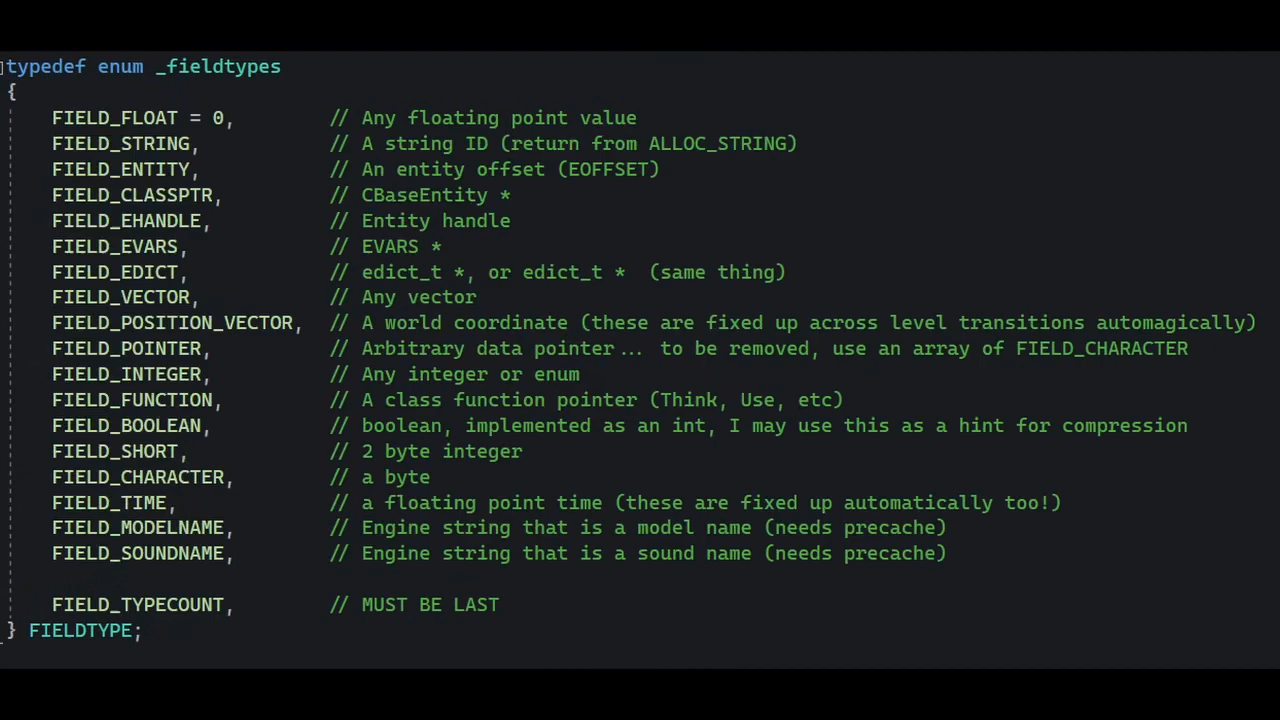 typedef enum _fieldtypes
{
FIELD_FLOAT = 0, // Any floating point value
FIELD_STRING, // A string ID (return from ALLOC_STRING)
FIELD_ENTITY, // An entity offset (EOFFSET)
FIELD_CLASSPTR, // CBaseEntity *
FIELD_EHANDLE, // Entity handle
FIELD_EVARS, // EVARS *
FIELD_EDICT, // edict_t *, or edict_t * (same thing)
FIELD_VECTOR, // Any vector
FIELD_POSITION_VECTOR, // A world coordinate (these are fixed up across level transitions automagically)
FIELD_POINTER, // Arbitrary data pointer... to be removed, use an array of FIELD_CHARACTER
FIELD_INTEGER, // Any integer or enum
FIELD_FUNCTION, // A class function pointer (Think, Use, etc)
FIELD_BOOLEAN, // boolean, implemented as an int, I may use this as a hint for compression
FIELD_SHORT, // 2 byte integer
FIELD_CHARACTER, // a byte
FIELD_TIME, // a floating point time (these are fixed up automatically too!)
FIELD_MODELNAME, // Engine string that is a model name (needs precache)
FIELD_SOUNDNAME, // Engine string that is a sound name (needs precache)
FIELD_TYPECOUNT, // MUST BE LAST
} FIELDTYPE;